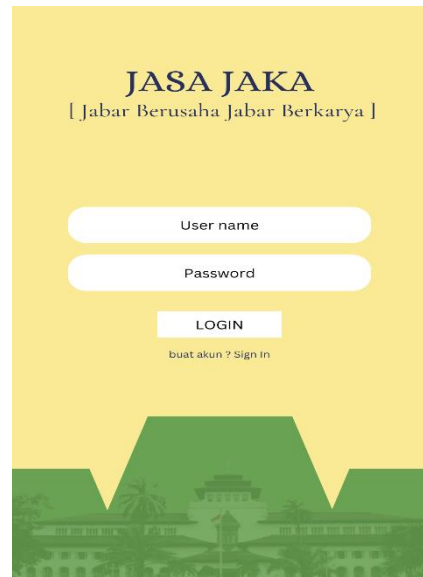 JASA JAKA
[ Jabar Berusaha Jabar Berkarya ]
User name
Password
LOGIN
buat akun ? Sign In